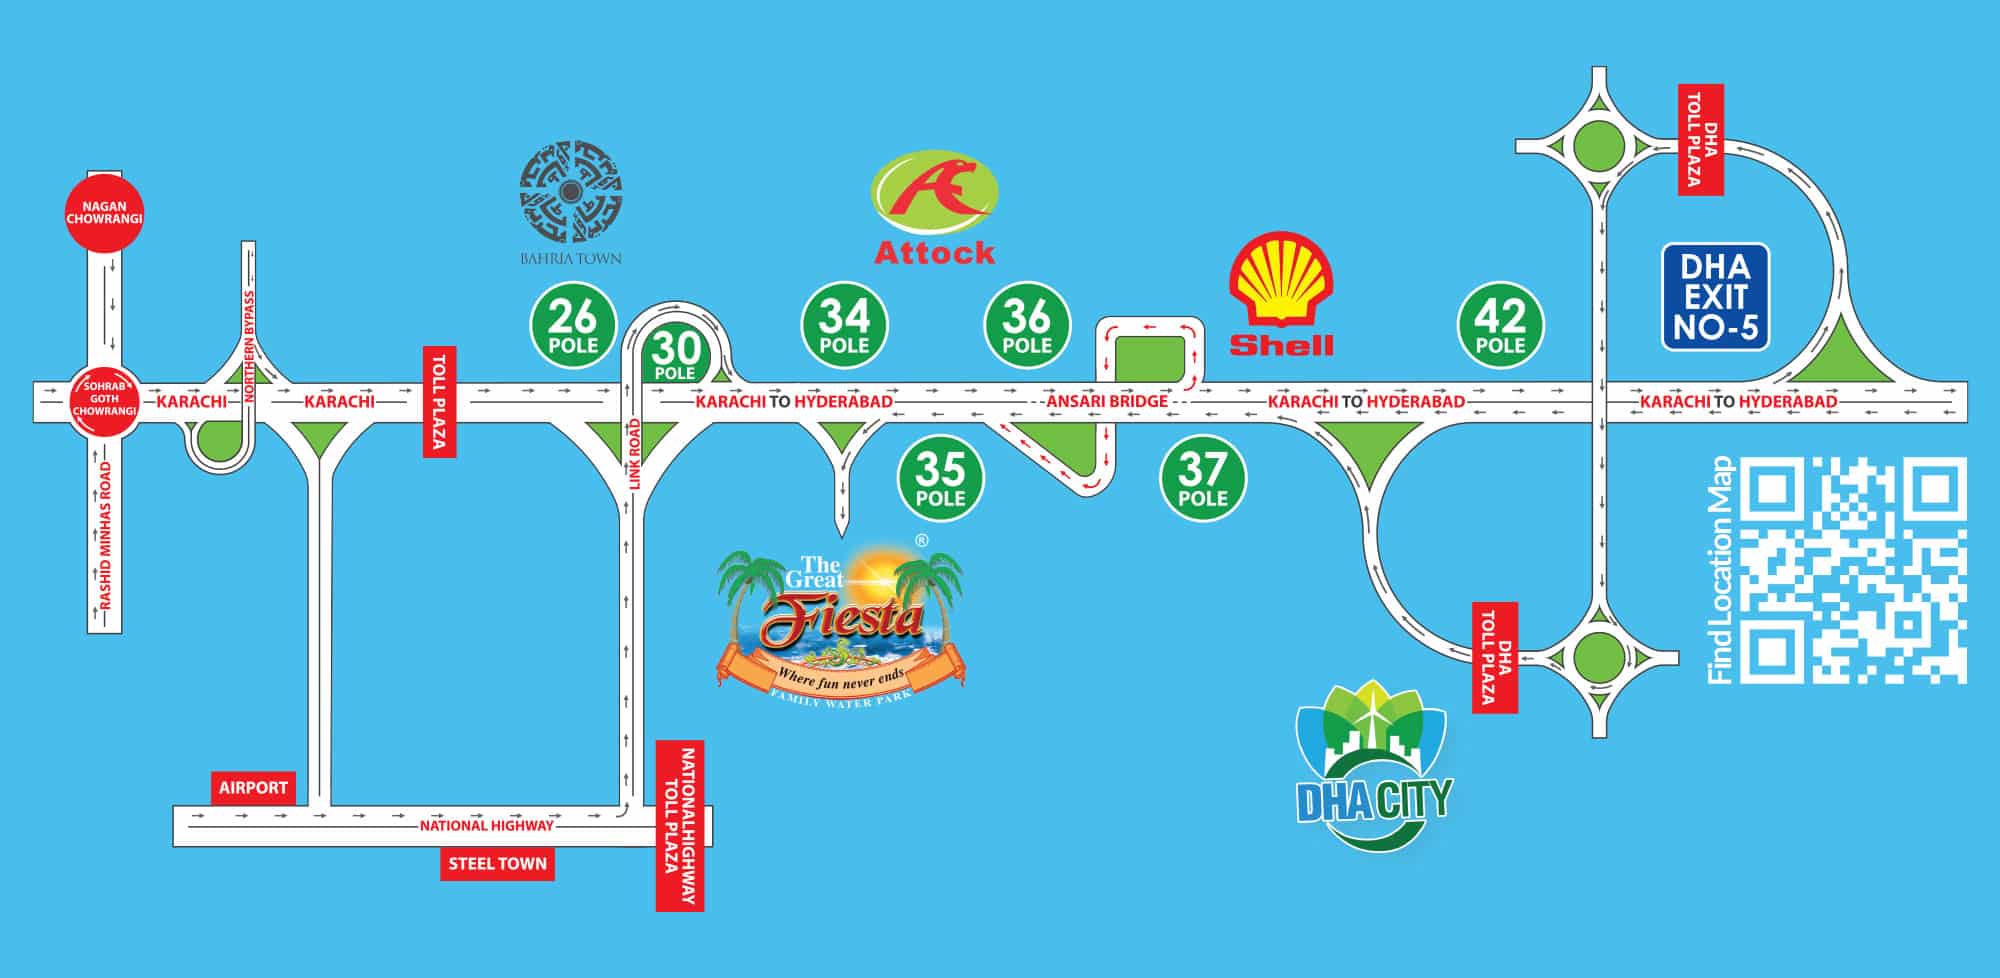 NAGAN
CHOWRANGI
SOHRAB
GOTH
CHOWRANGI
RASHID MINHAS ROAD
KARACHI
NORTHERN BYPASS
KARACHI
TOLL PLAZA
BAHRIA TOWN
26
POLE
30
POLE
LINK ROAD
KARACHI TO HYDERABAD
34
POLE
Attock
35
POLE
36
POLE
ANSARI BRIDGE
37
POLE
Shell
KARACHI TO HYDERABAD
42
POLE
DHA
TOLL PLAZA
DHA
EXIT
NO-5
KARACHI TO HYDERABAD
Find Location Map
DHA
TOLL PLAZA
DHA CITY
®
The
Great
Fiesta
Where fun never ends
FAMILY WATER PARK
AIRPORT
NATIONAL HIGHWAY
STEEL TOWN
NATIONALHIGHWAY
TOLL PLAZA